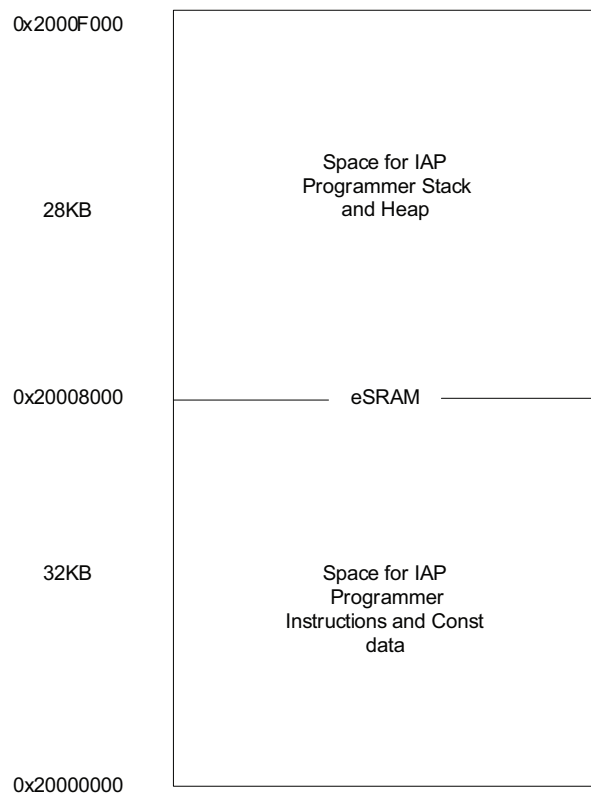 0x2000F000
Space for IAP
Programmer Stack
and Heap
28KB
0x20008000
eSRAM
32KB
Space for IAP
Programmer
Instructions and Const
data
0x20000000